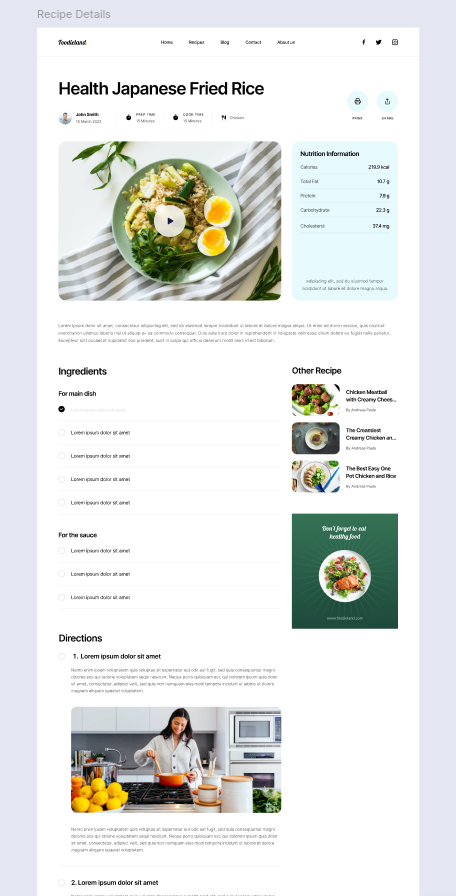 Recipe Details
Foodieland
Home
Recipes
Blog
Contact
About us
Health Japanese Fried Rice
John Smith
15 March 2022
PREP TIME
15 Minutes
COOK TIME
15 Minutes
Chicken
PRINT
SHARE
Nutrition Information
Calories
219.9 kcal
Total Fat
10.7 g
Protein
7.9 g
Carbohydrate
22.3 g
Cholesterol
37.4 mg
adipiscing elit, sed do eiusmod tempor
incididunt ut labore et dolore magna aliqua.
Lorem ipsum dolor sit amet, consectetur adipiscing elit, sed do eiusmod tempor incididunt ut labore et dolore magna aliqua. Ut enim ad minim veniam, quis nostrud
exercitation ullamco laboris nisi ut aliquip ex ea commodo consequat. Duis aute irure dolor in reprehenderit in voluptate velit esse cillum dolore eu fugiat nulla pariatur.
Excepteur sint occaecat cupidatat non proident, sunt in culpa qui officia deserunt mollit anim id est laborum.
Ingredients
For main dish
Lorem ipsum dolor sit amet
Lorem ipsum dolor sit amet
Lorem ipsum dolor sit amet
Lorem ipsum dolor sit amet
Lorem ipsum dolor sit amet
For the sauce
Lorem ipsum dolor sit amet
Lorem ipsum dolor sit amet
Lorem ipsum dolor sit amet
Other Recipe
Chicken Meatball
with Creamy Chees...
By Andreas Paula
The Creamiest
Creamy Chicken an...
By Andreas Paula
The Best Easy One
Pot Chicken and Rice
By Andreas Paula
Don't forget to eat
healthy food
www.foodieland.com
Directions
1. Lorem ipsum dolor sit amet
Nemo enim ipsam voluptatem quia voluptas sit aspernatur aut odit aut fugit, sed quia consequuntur magni
dolores eos qui ratione voluptatem sequi nesciunt. Neque porro quisquam est, qui dolorem ipsum quia dolor
sit amet, consectetur, adipisci velit, sed quia non numquam eius modi tempora incidunt ut labore et dolore
magnam aliquam quaerat voluptatem.
Nemo enim ipsam voluptatem quia voluptas sit aspernatur aut odit aut fugit, sed quia consequuntur magni
dolores eos qui ratione voluptatem sequi nesciunt. Neque porro quisquam est, qui dolorem ipsum quia dolor
sit amet, consectetur, adipisci velit, sed quia non numquam eius modi tempora incidunt ut labore et dolore
magnam aliquam quaerat voluptatem.
2. Lorem ipsum dolor sit amet